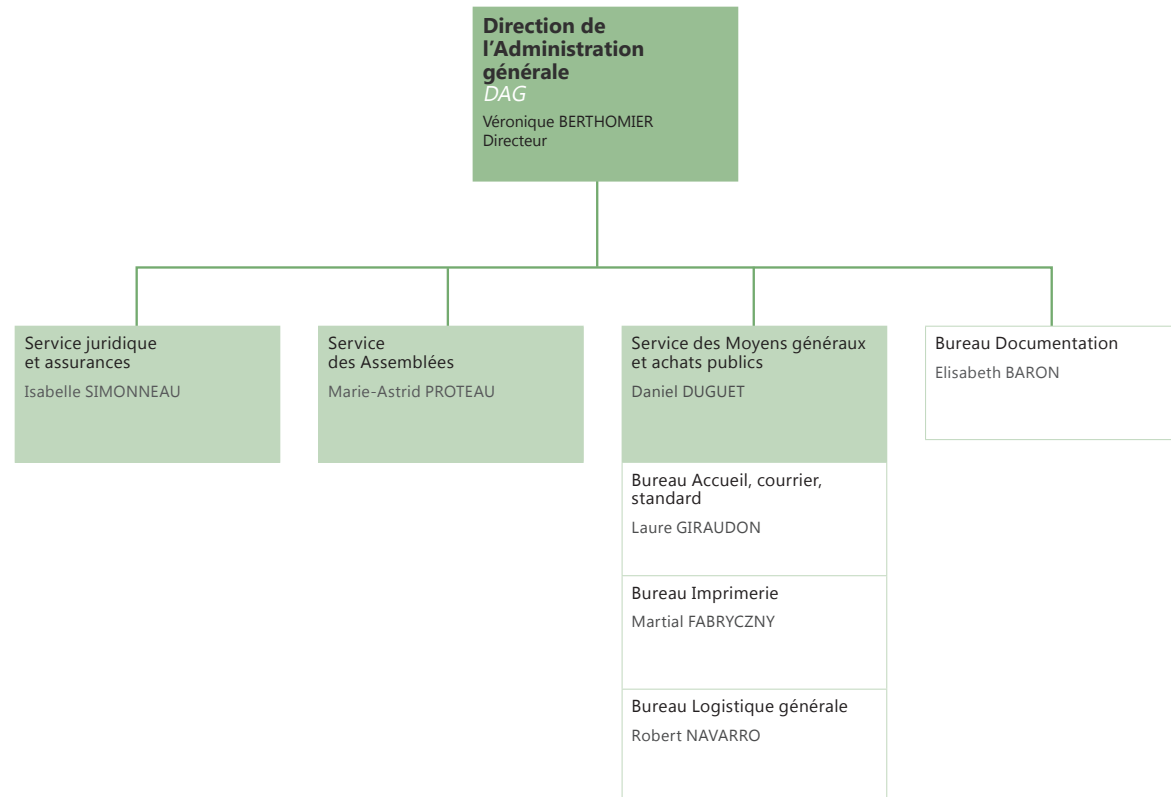 Direction de
l’Administration
générale
DAG
Véronique BERTHOMIER
Directeur
Service juridique
et assurances
Isabelle SIMONNEAU
Service
des Assemblées
Marie-Astrid PROTEAU
Service des Moyens généraux
et achats publics
Daniel DUGUET
Bureau Accueil, courrier,
standard
Laure GIRAUDON
Bureau Imprimerie
Martial FABRYCZNY
Bureau Logistique générale
Robert NAVARRO
Bureau Documentation
Elisabeth BARON